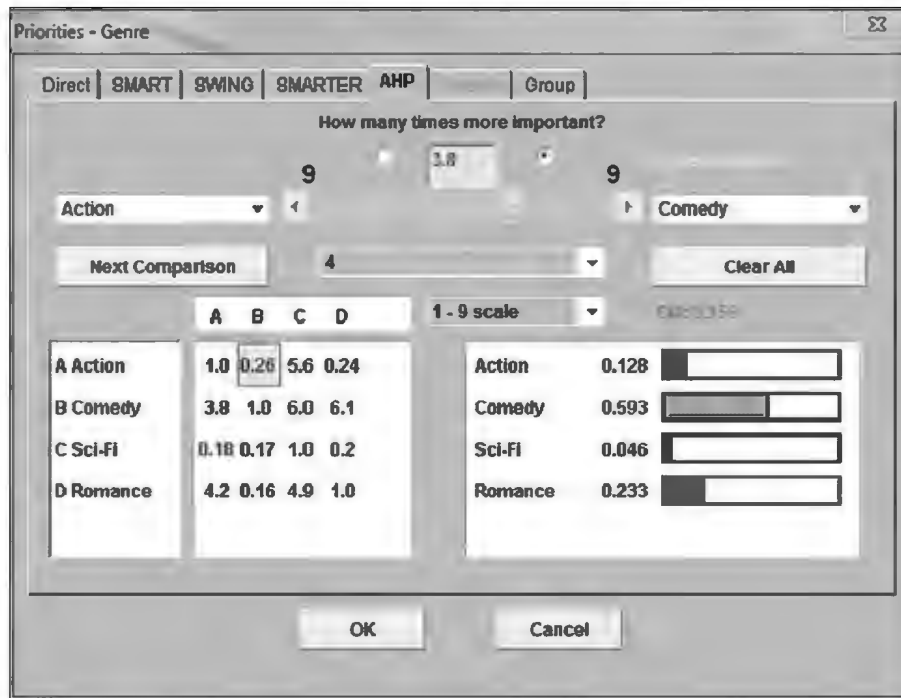 Priorities - Genre
Direct SMART SWING SMARTER AHP Group
How many times more important?
3.8
9 9
Action Comedy
Next Comparison 4 Clear All
A B C D 1 - 9 scale
A Action 1.0 0.26 5.6 0.24 Action 0.128
B Comedy 3.8 1.0 6.0 6.1 Comedy 0.593
C Sci-Fi 0.18 0.17 1.0 0.2 Sci-Fi 0.046
D Romance 4.2 0.16 4.9 1.0 Romance 0.233
OK Cancel